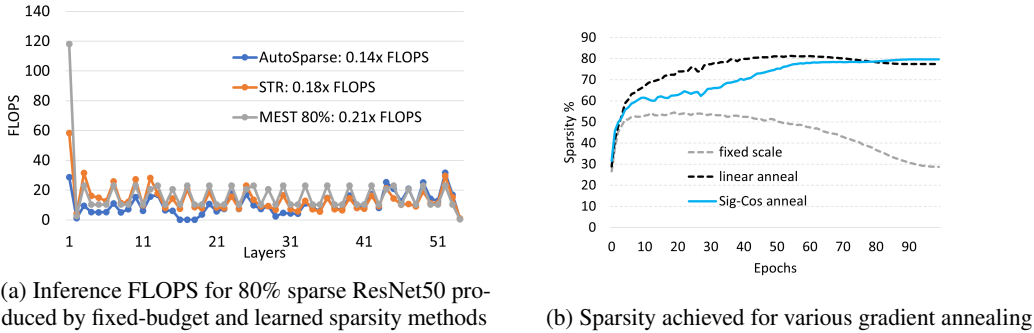 140
120
100
80
60
40
20
0
FLOPS
AutoSparse: 0.14x FLOPS
STR: 0.18x FLOPS
MEST 80%: 0.21x FLOPS
1 11 21 31 41 51
Layers
(a) Inference FLOPS for 80% sparse ResNet50 pro-
duced by fixed-budget and learned sparsity methods
90
80
70
60
50
40
30
20
10
0
Sparsity %
fixed scale
linear anneal
Sig-Cos anneal
0 10 20 30 40 50 60 70 80 90
Epochs
(b) Sparsity achieved for various gradient annealing